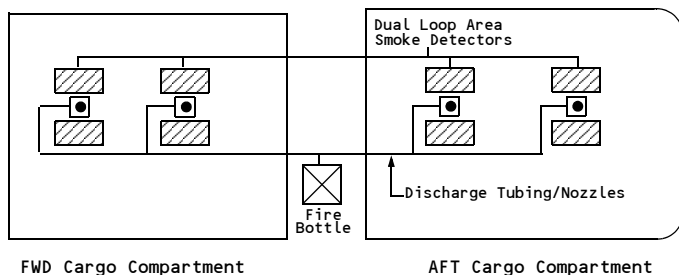 Dual Loop Area
Smoke Detectors
Discharge Tubing/Nozzles
Fire
Bottle
FWD Cargo Compartment
AFT Cargo Compartment